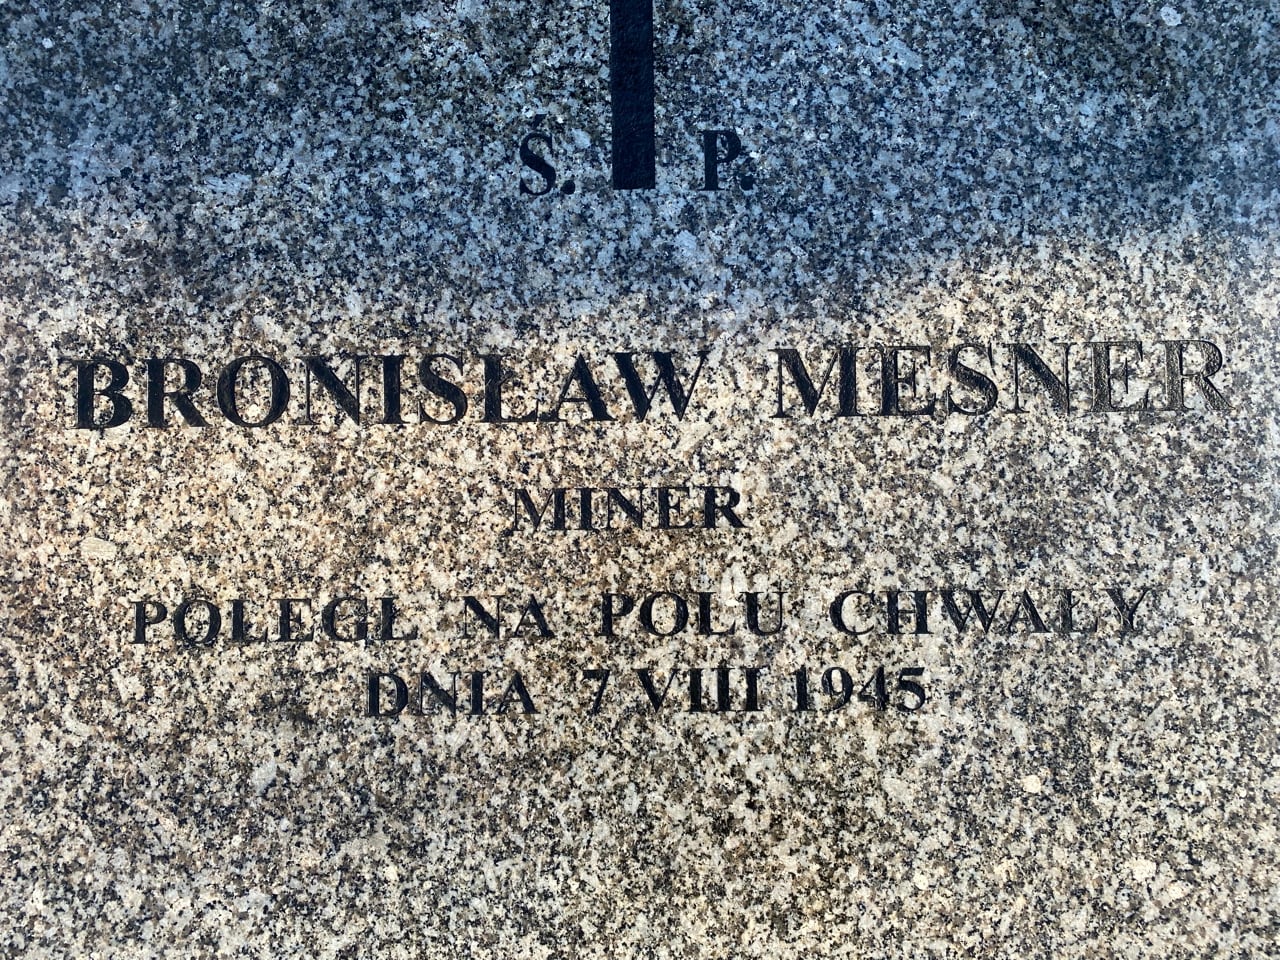 Ś. P.
BRONISŁAW MESNER
MINER
POLEGŁ NA POLU CHWAŁY
DNIA 7 VIII 1945